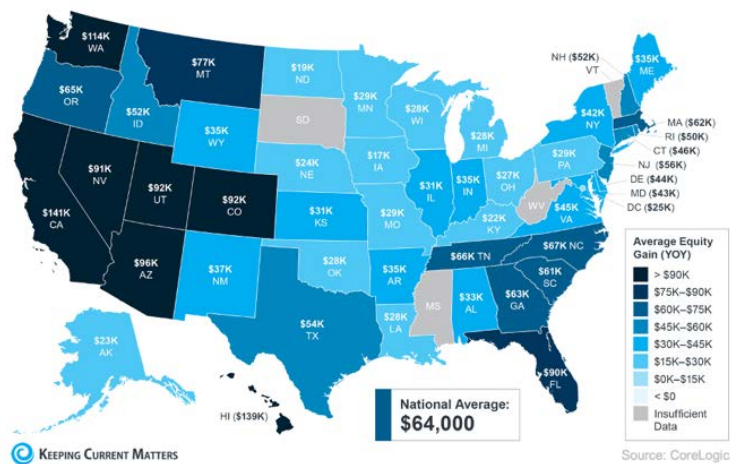 $114K
WA
$77K
MT
$19K
ND
$29K
MN
NH ($52K)
VT
$35K
ME
$65K
OR
$52K
ID
$35K
WY
SD
$28K
WI
$28K
MI
$42K
NY
MA ($62K)
RI ($50K)
CT ($46K)
NJ ($56K)
DE ($44K)
MD ($43K)
DC ($25K)
$91K
NV
$92K
UT
$92K
CO
$24K
NE
$17K
IA
$31K
IL
$35K
IN
$27K
OH
$29K
PA
WV
$45K
VA
$141K
CA
$31K
KS
$29K
MO
$22K
KY
$96K
AZ
$37K
NM
$28K
OK
$35K
AR
$66K TN
$67K NC
$61K
SC
$54K
TX
$28K
LA
MS
$33K
AL
$63K
GA
$90K
FL
$23K
AK
HI ($139K)
Average Equity
Gain (YOY)
> $90K
$75K–$90K
$60K–$75K
$45K–$60K
$30K–$45K
$15K–$30K
$0K–$15K
< $0
Insufficient
Data
National Average:
$64,000
KEEPING CURRENT MATTERS
Source: CoreLogic